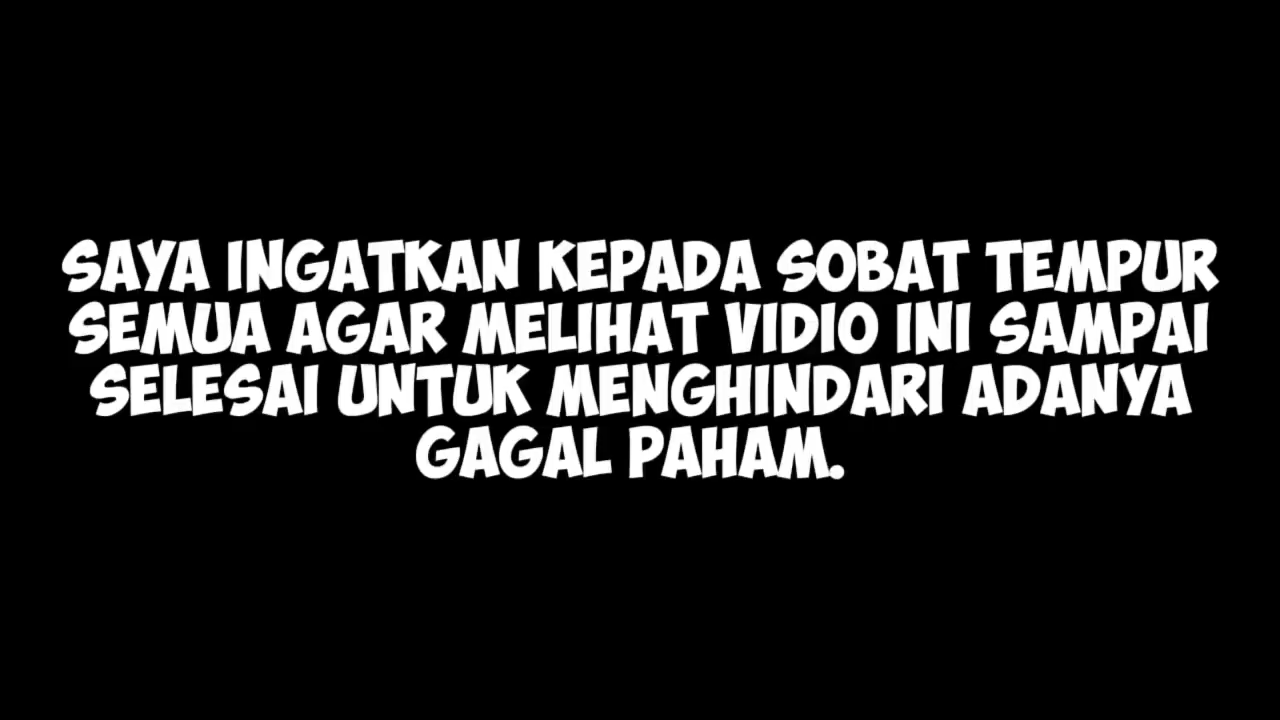 SAYA INGATKAN KEPADA SOBAT TEMPUR
SEMUA AGAR MELIHAT VIDIO INI SAMPAI
SELESAI UNTUK MENGHINDARI ADANYA
GAGAL PAHAM.